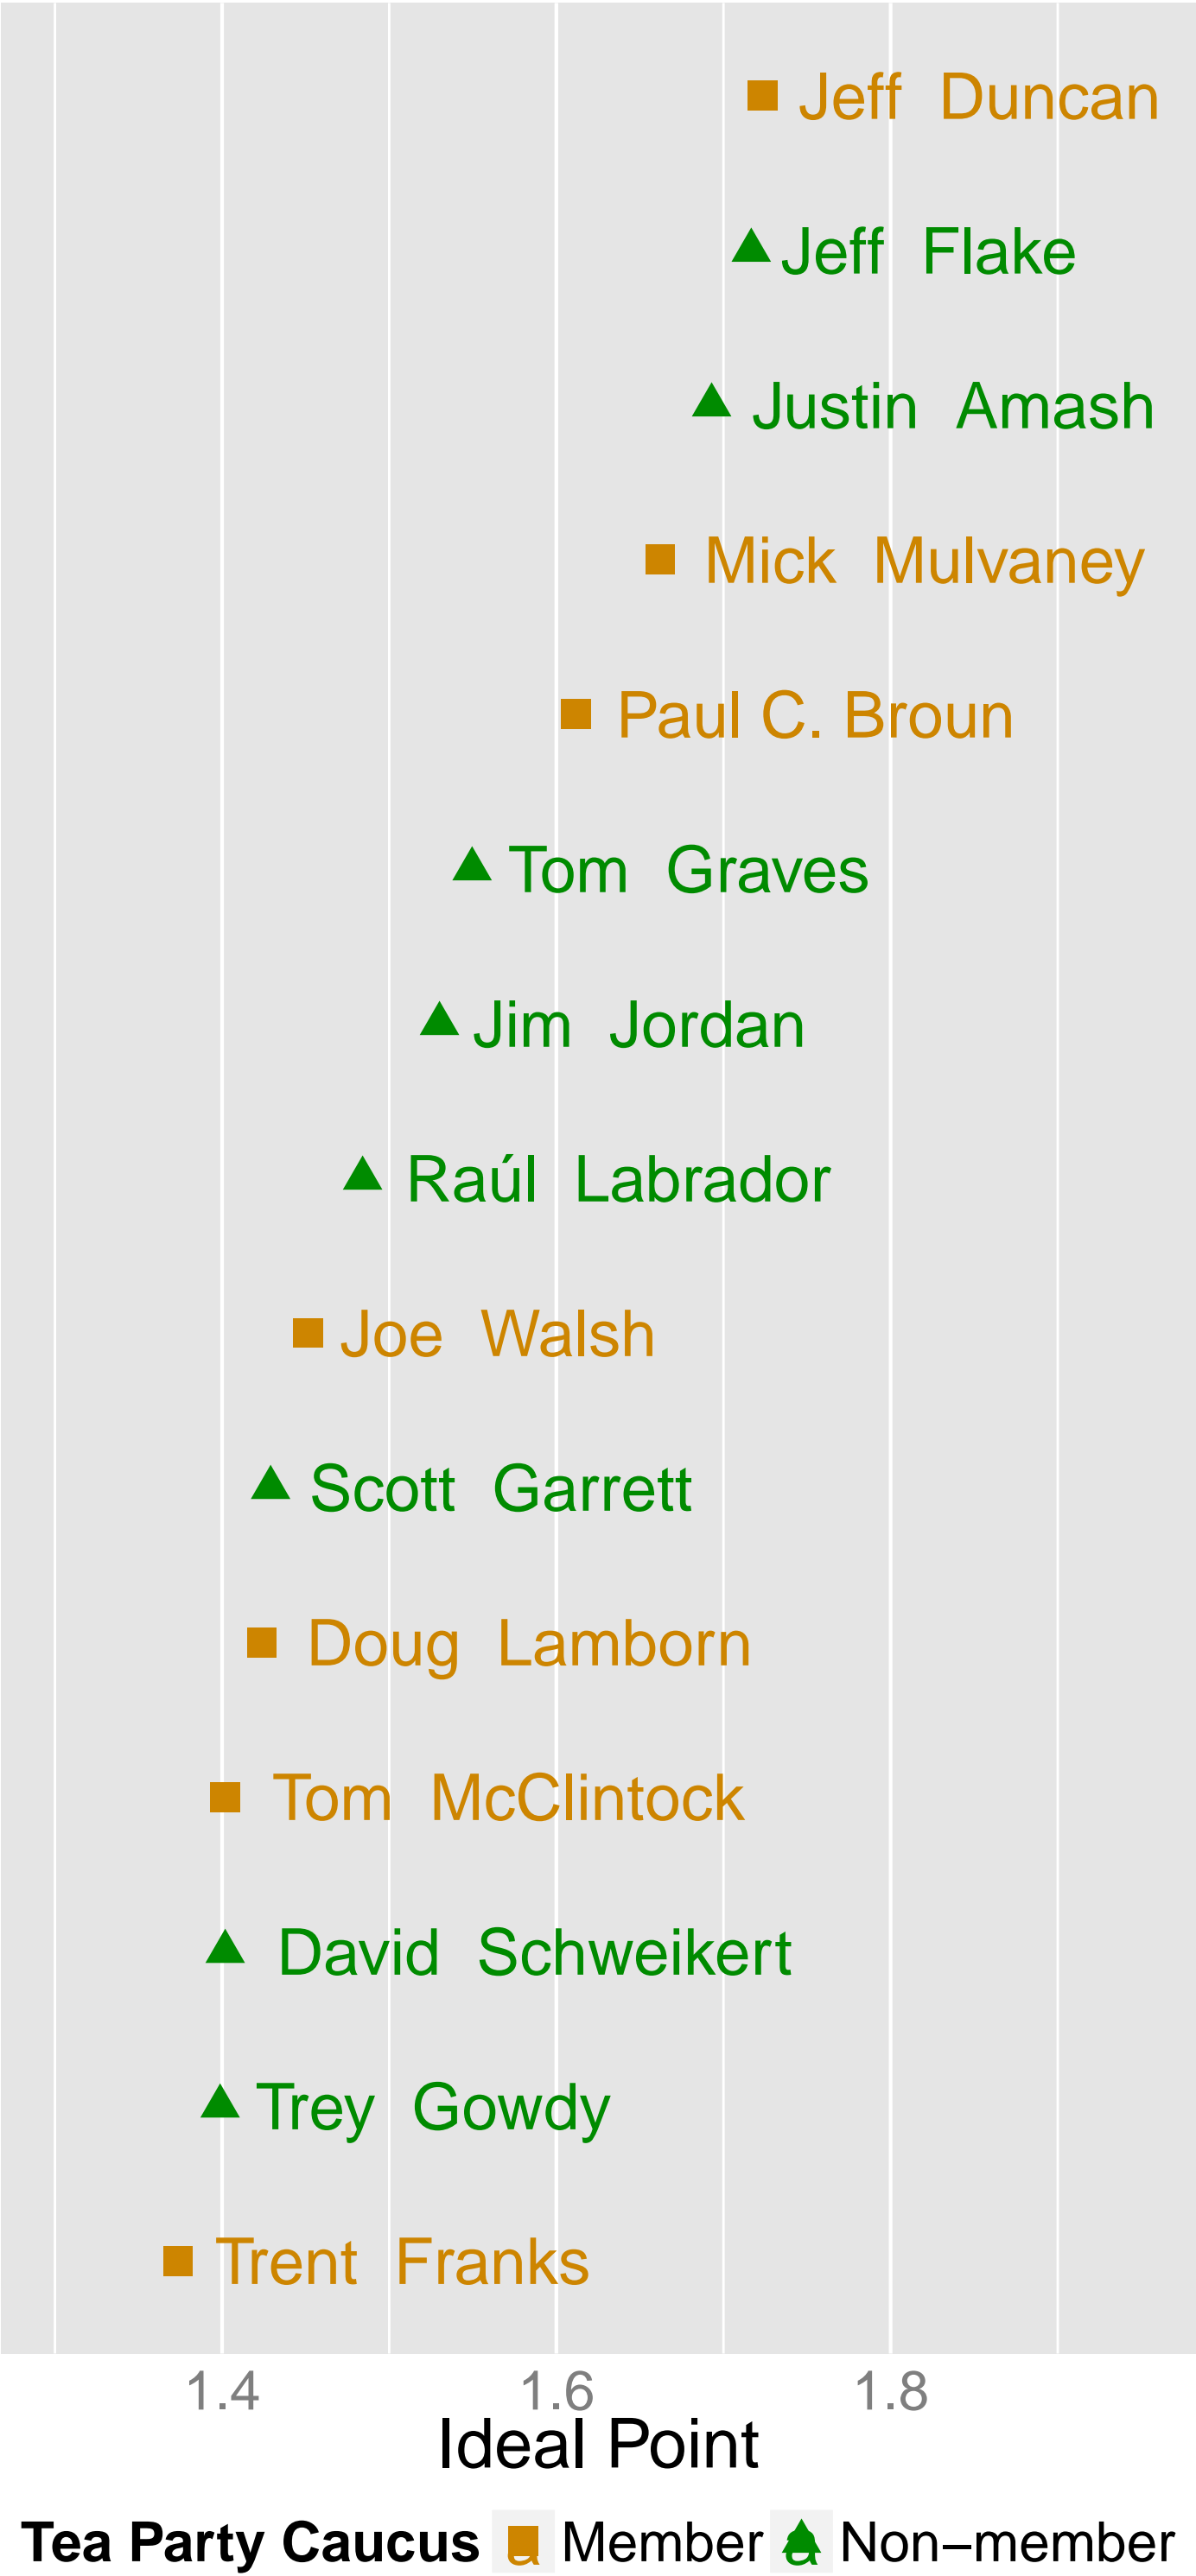 Jeff Duncan
Jeff Flake
Justin Amash
Mick Mulvaney
Paul C. Broun
Tom Graves
Jim Jordan
Raúl Labrador
Joe Walsh
Scott Garrett
Doug Lamborn
Tom McClintock
David Schweikert
Trey Gowdy
Trent Franks
1.4 1.6 1.8
Ideal Point
Tea Party Caucus a Member a Non−member